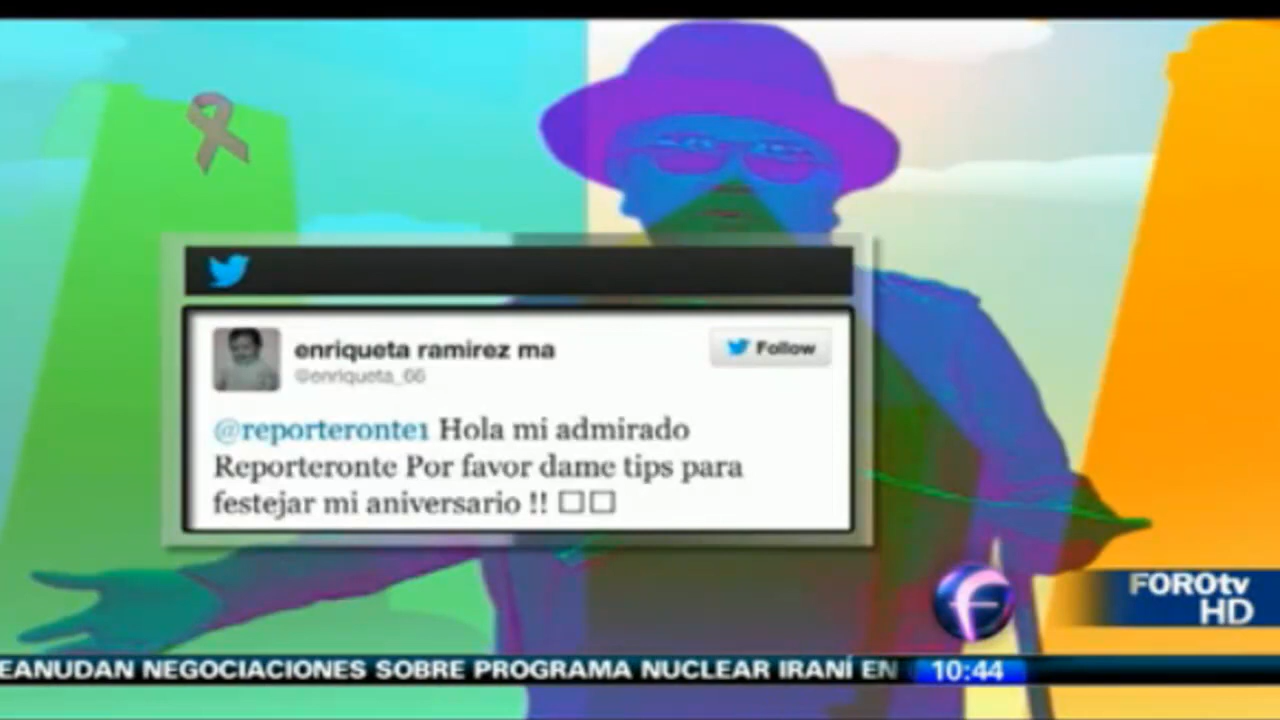 enriqueta ramirez ma
@enriqueta_66
Follow
@reporteronte1 Hola mi admirado
Reporteronte Por favor dame tips para
festejar mi aniversario !!
FOROtv
HD
EANUDAN NEGOCIACIONES SOBRE PROGRAMA NUCLEAR IRANÍ EN
10:44